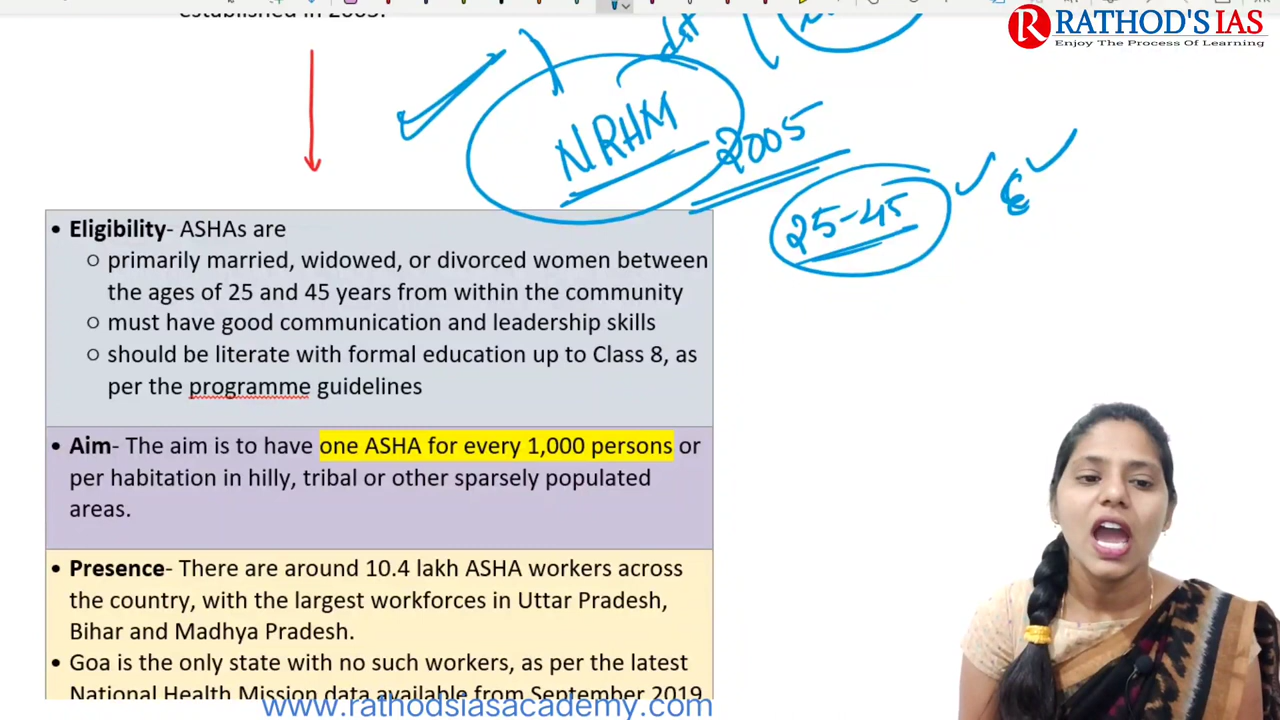 established in 2005.
RATHOD'S IAS
Enjoy The Process Of Learning
NRHM
2005
25-45
• Eligibility- ASHAs are
o primarily married, widowed, or divorced women between
the ages of 25 and 45 years from within the community
o must have good communication and leadership skills
o should be literate with formal education up to Class 8, as
per the programme guidelines
• Aim- The aim is to have one ASHA for every 1,000 persons or
per habitation in hilly, tribal or other sparsely populated
areas.
• Presence- There are around 10.4 lakh ASHA workers across
the country, with the largest workforces in Uttar Pradesh,
Bihar and Madhya Pradesh.
• Goa is the only state with no such workers, as per the latest
National Health Mission data available from September 2019
www.rathodsiasacademy.com